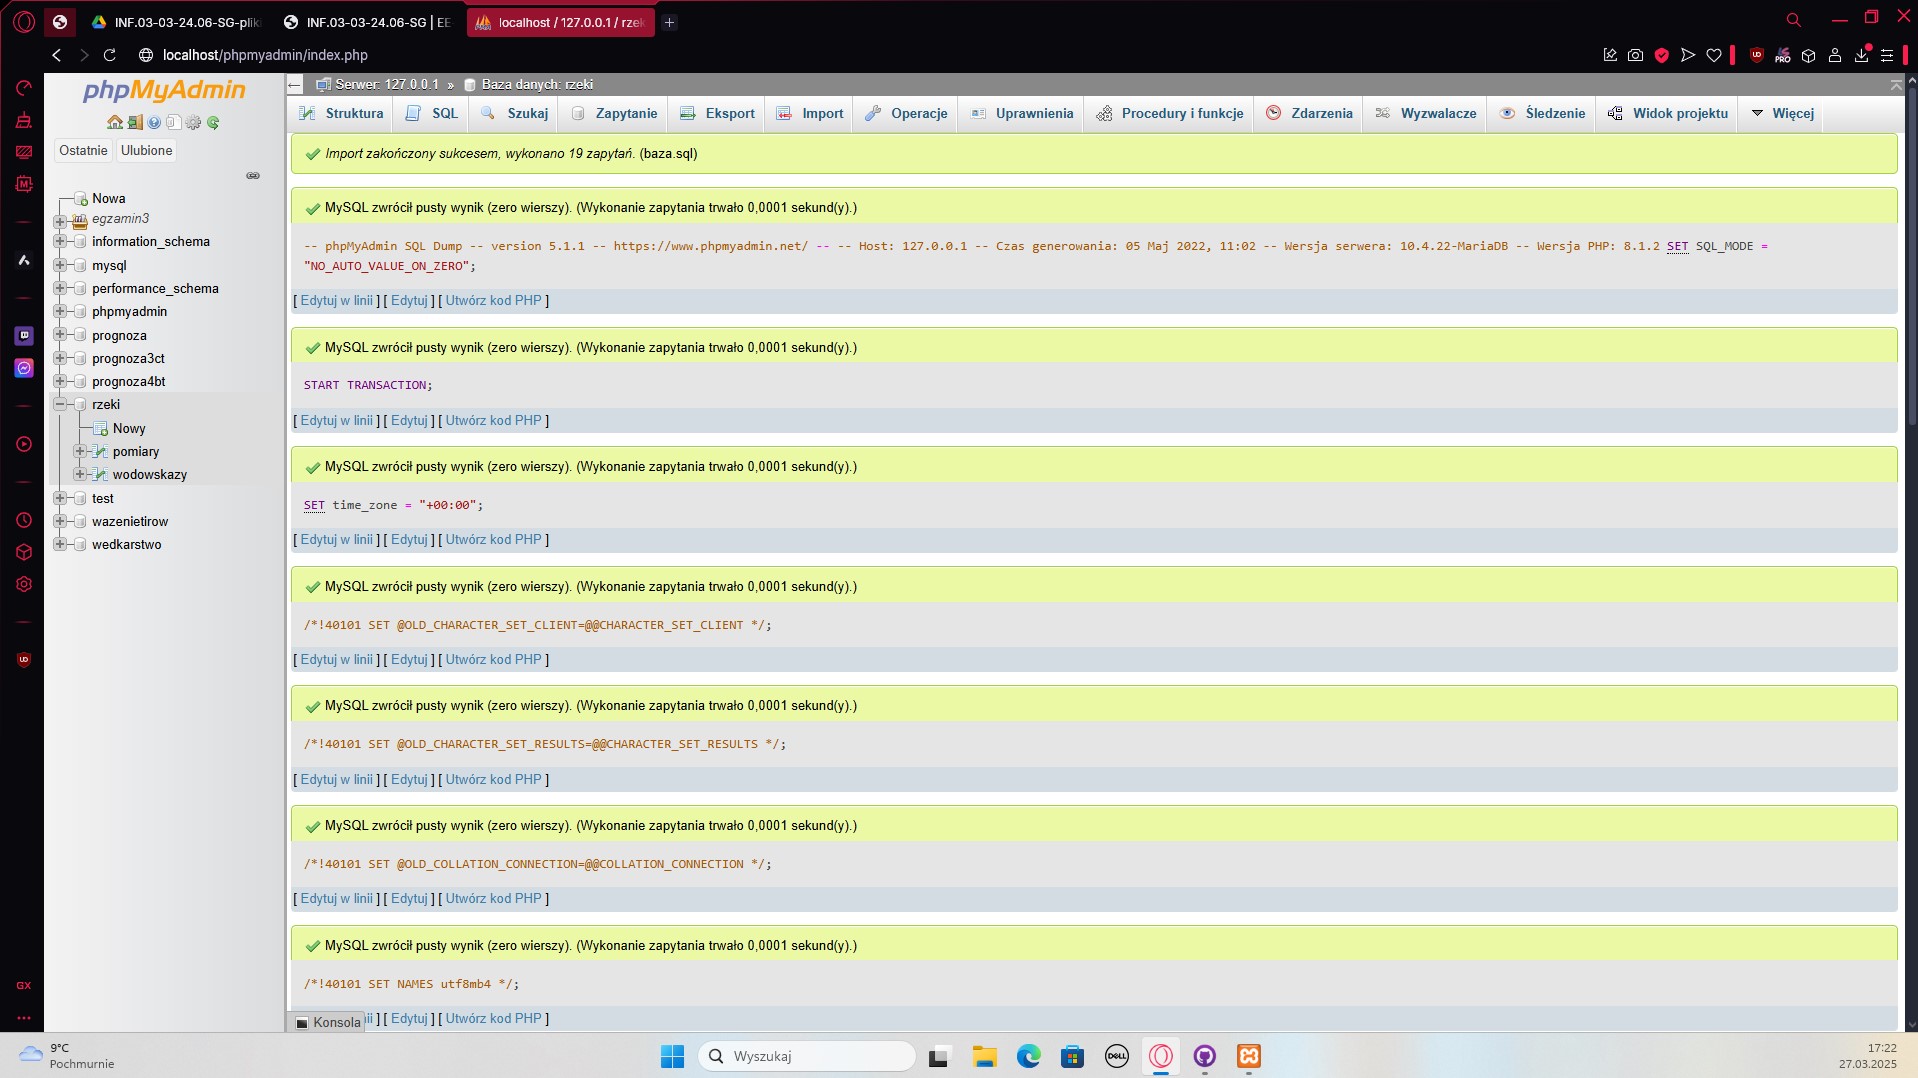 INF.03-03-24.06-SG-pliki
INF.03-03-24.06-SG | EE
localhost / 127.0.0.1 / rzek
localhost/phpmyadmin/index.php
PRO
phpMyAdmin
Ostatnie
Ulubione
Nowa
egzamin3
information_schema
mysql
performance_schema
phpmyadmin
prognoza
prognoza3ct
prognoza4bt
rzeki
Nowy
pomiary
wodowskazy
test
wazenietirow
wedkarstwo
Serwer: 127.0.0.1 » Baza danych: rzeki
Struktura
SQL
Szukaj
Zapytanie
Eksport
Import
Operacje
Uprawnienia
Procedury i funkcje
Zdarzenia
Wyzwalacze
Śledzenie
Widok projektu
Więcej
Import zakończony sukcesem, wykonano 19 zapytań. (baza.sql)
MySQL zwrócił pusty wynik (zero wierszy). (Wykonanie zapytania trwało 0,0001 sekund(y).)
-- phpMyAdmin SQL Dump -- version 5.1.1 -- https://www.phpmyadmin.net/ -- -- Host: 127.0.0.1 -- Czas generowania: 05 Maj 2022, 11:02 -- Wersja serwera: 10.4.22-MariaDB -- Wersja PHP: 8.1.2 SET SQL_MODE =
"NO_AUTO_VALUE_ON_ZERO";
[ Edytuj w linii ] [ Edytuj ] [ Utwórz kod PHP ]
MySQL zwrócił pusty wynik (zero wierszy). (Wykonanie zapytania trwało 0,0001 sekund(y).)
START TRANSACTION;
[ Edytuj w linii ] [ Edytuj ] [ Utwórz kod PHP ]
MySQL zwrócił pusty wynik (zero wierszy). (Wykonanie zapytania trwało 0,0001 sekund(y).)
SET time_zone = "+00:00";
[ Edytuj w linii ] [ Edytuj ] [ Utwórz kod PHP ]
MySQL zwrócił pusty wynik (zero wierszy). (Wykonanie zapytania trwało 0,0001 sekund(y).)
/*!40101 SET @OLD_CHARACTER_SET_CLIENT=@@CHARACTER_SET_CLIENT */;
[ Edytuj w linii ] [ Edytuj ] [ Utwórz kod PHP ]
MySQL zwrócił pusty wynik (zero wierszy). (Wykonanie zapytania trwało 0,0001 sekund(y).)
/*!40101 SET @OLD_CHARACTER_SET_RESULTS=@@CHARACTER_SET_RESULTS */;
[ Edytuj w linii ] [ Edytuj ] [ Utwórz kod PHP ]
MySQL zwrócił pusty wynik (zero wierszy). (Wykonanie zapytania trwało 0,0001 sekund(y).)
/*!40101 SET @OLD_COLLATION_CONNECTION=@@COLLATION_CONNECTION */;
[ Edytuj w linii ] [ Edytuj ] [ Utwórz kod PHP ]
MySQL zwrócił pusty wynik (zero wierszy). (Wykonanie zapytania trwało 0,0001 sekund(y).)
/*!40101 SET NAMES utf8mb4 */;
Konsola
ii ] [ Edytuj ] [ Utwórz kod PHP ]
GX
9°C
Pochmurnie
Wyszukaj
DELL
17:22
27.03.2025